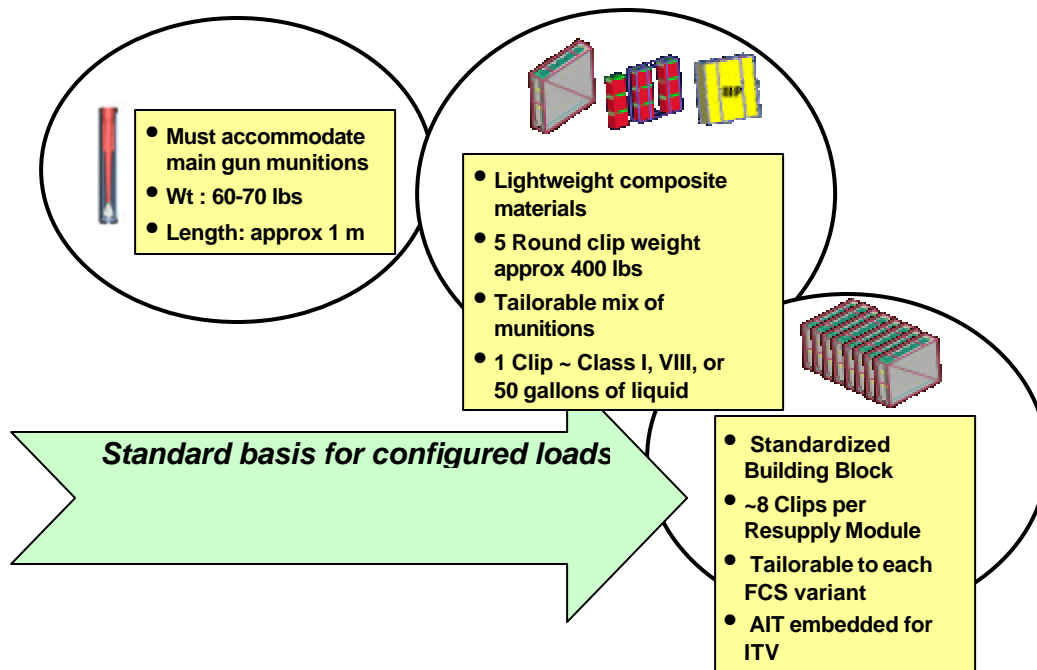 • Must accommodate
main gun munitions
• Wt : 60-70 lbs
• Length: approx 1 m
• Lightweight composite
materials
• 5 Round clip weight
approx 400 lbs
• Tailorable mix of
munitions
• 1 Clip ~ Class I, VIII, or
50 gallons of liquid
Standard basis for configured loads
• Standardized
Building Block
• ~8 Clips per
Resupply Module
• Tailorable to each
FCS variant
• AIT embedded for
ITV